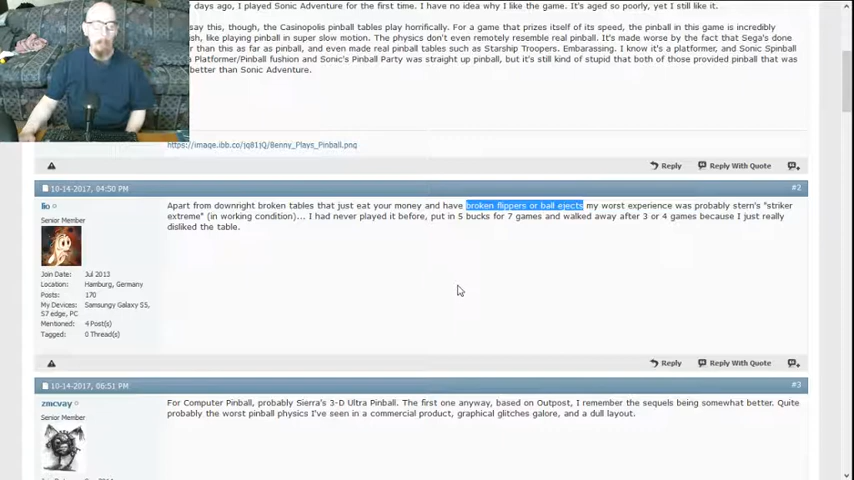 days ago, I played Sonic Adventure for the first time. I have no idea why I like the game. It's aged so poorly, yet I still like it.
say this, though, the Casinopolis pinball tables play horrifically. For a game that prizes itself of its speed, the pinball in this game is incredibly
sh, like playing pinball in super slow motion. The physics don't even remotely resemble real pinball. It's made worse by the fact that Sega's done
r than this as far as pinball, and even made real pinball tables such as Starship Troopers. Embarassing. I know it's a platformer, and Sonic Spinball
a Platformer/Pinball fushion and Sonic's Pinball Party was straight up pinball, but it's still kind of stupid that both of those provided pinball that was
better than Sonic Adventure.
https://image.ibb.co/jq81jQ/Benny_Plays_Pinball.png
Reply
Reply With Quote
10-14-2017, 04:50 PM
#2
lio
Senior Member
Join Date: Jul 2013
Location: Hamburg, Germany
Posts: 170
My Devices: Samsungy Galaxy S5,
S7 edge, PC
Mentioned: 4 Post(s)
Tagged: 0 Thread(s)
Apart from downright broken tables that just eat your money and have broken flippers or ball ejects my worst experience was probably stern's "striker
extreme" (in working condition)... I had never played it before, put in 5 bucks for 7 games and walked away after 3 or 4 games because I just really
disliked the table.
Reply
Reply With Quote
10-14-2017, 06:51 PM
#3
zmcvay
Senior Member
For Computer Pinball, probably Sierra's 3-D Ultra Pinball. The first one anyway, based on Outpost, I remember the sequels being somewhat better. Quite
probably the worst pinball physics I've seen in a commercial product, graphical glitches galore, and a dull layout.